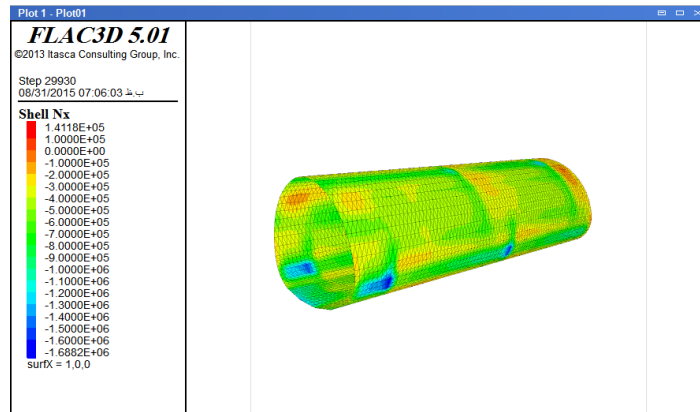 Plot 1 - Plot01
FLAC3D 5.01
©2013 Itasca Consulting Group, Inc.
Step 29930
08/31/2015 07:06:03 ب.ظ
Shell Nx
1.4118E+05
1.0000E+05
0.0000E+00
-1.0000E+05
-2.0000E+05
-3.0000E+05
-4.0000E+05
-5.0000E+05
-6.0000E+05
-7.0000E+05
-8.0000E+05
-9.0000E+05
-1.0000E+06
-1.1000E+06
-1.2000E+06
-1.3000E+06
-1.4000E+06
-1.5000E+06
-1.6000E+06
-1.6882E+06
surfX = 1,0,0